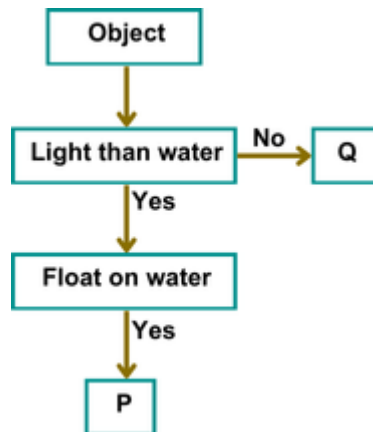 Object
Light than water
No
Q
Yes
Float on water
Yes
P